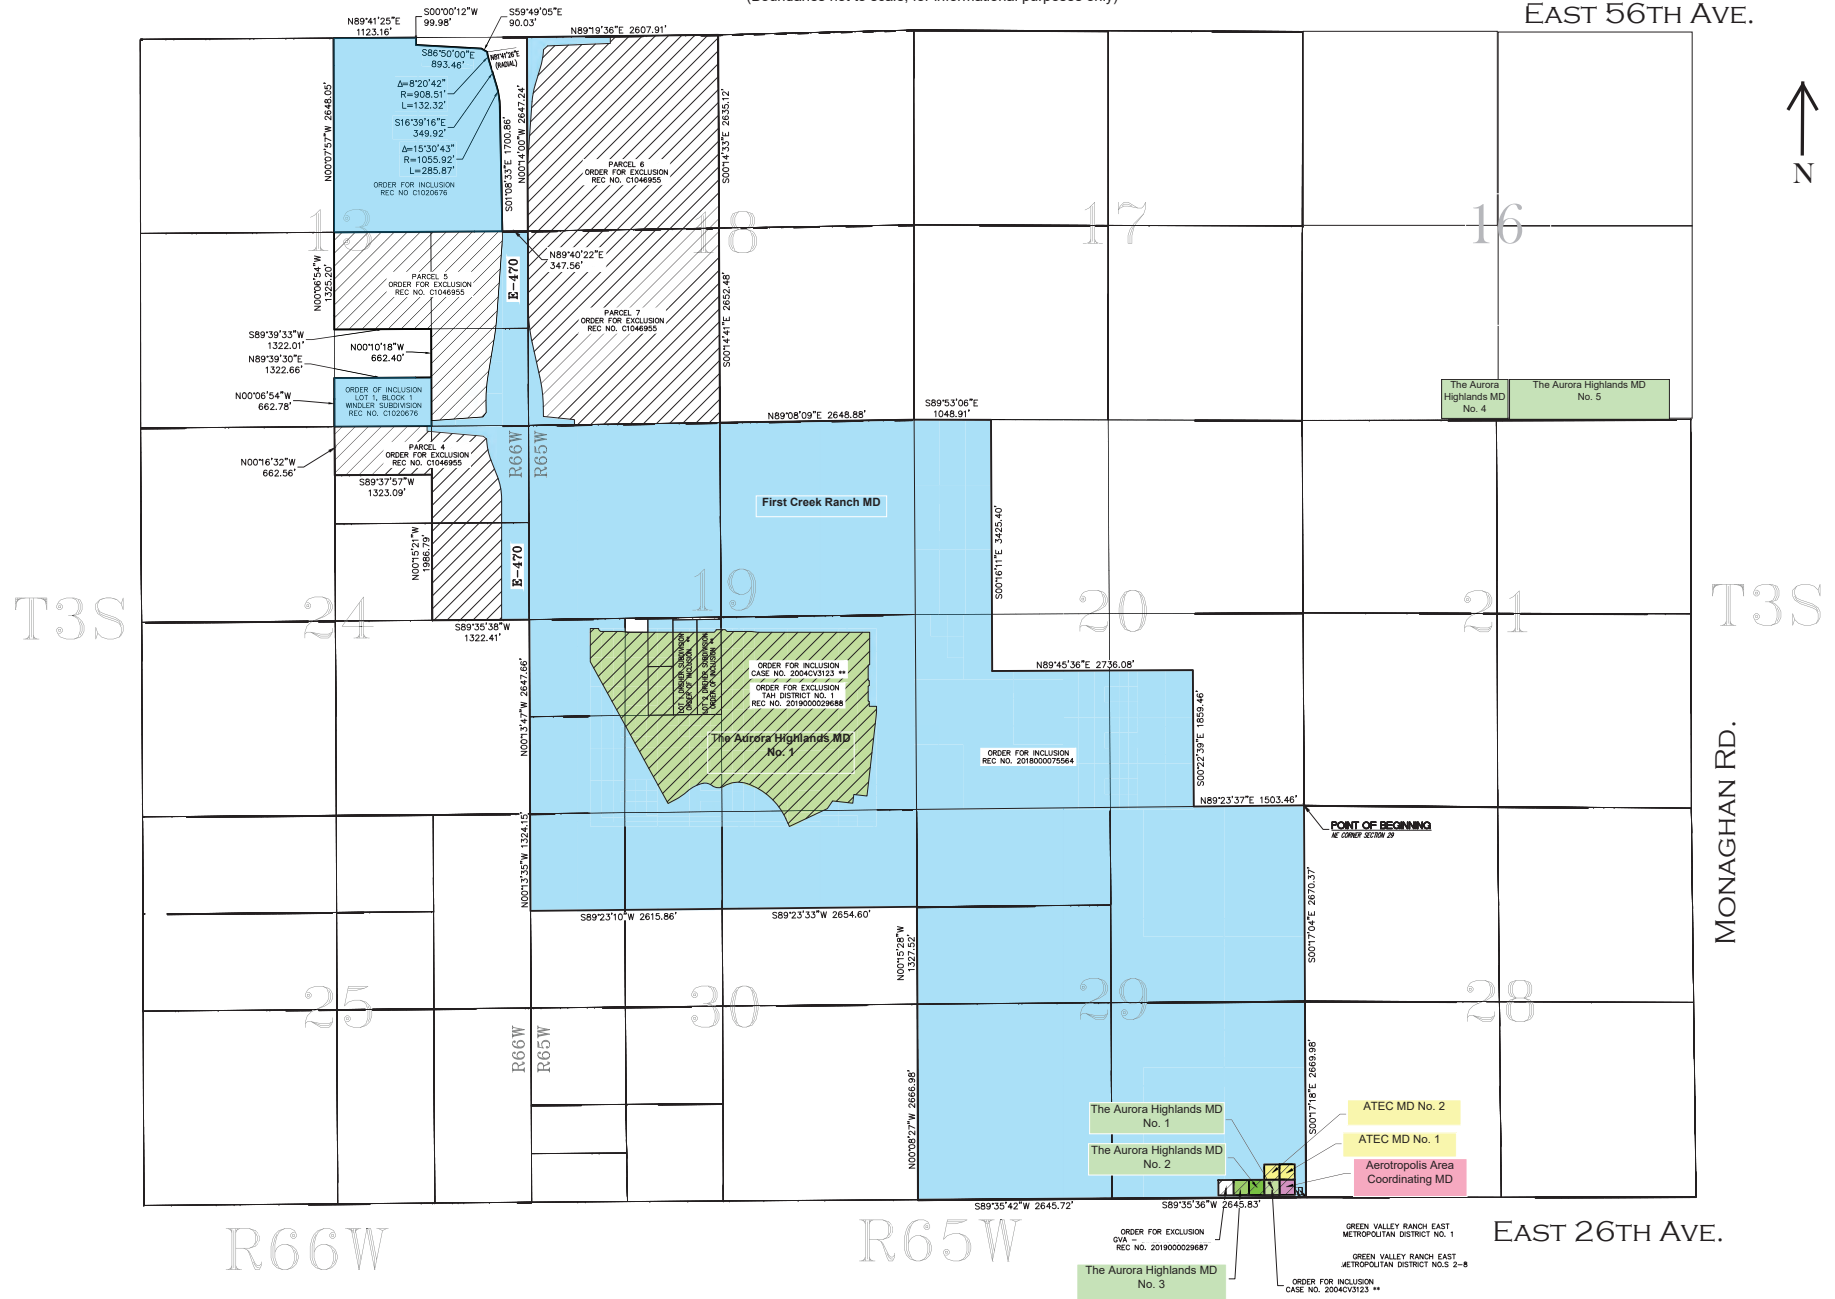 (Boundaries not to scale, for informational purposes only)
EAST 56TH AVE.
N89°41'25"E
1123.16'
S00°00'12"W
99.98'
S59°49'05"E
90.03'
N89°19'36"E 2607.91'
S86°50'00"E
893.46'
N81°41'26"E
(RADIAL)
Δ=8°20'42"
R=908.51'
L=132.32'
S16°39'16"E
349.92'
Δ=15°30'43"
R=1055.92'
L=285.87'
ORDER FOR INCLUSION
REC NO C1020676
N00°07'57"W 2648.05'
S01°08'33"E 1700.86'
N00°14'00"W 2647.24'
S00°14'33"E 2635.12'
PARCEL 6
ORDER FOR EXCLUSION
REC NO. C1046955
N
13
18
17
16
N89°40'22"E
347.56'
E-470
PARCEL 5
ORDER FOR EXCLUSION
REC NO. C1046955
N00°06'54"W
1325.20'
PARCEL 7
ORDER FOR EXCLUSION
REC NO. C1046955
S00°14'41"E 2652.48'
S89°39'33"W
1322.01'
N00°10'18"W
662.40'
N89°39'30"E
1322.66'
N00°06'54"W
662.78'
ORDER OF INCLUSION
LOT 1, BLOCK 1
WINDLER SUBDIVISION
REC NO. C1020676
The Aurora
Highlands MD
No. 4
The Aurora Highlands MD
No. 5
N89°08'09"E 2648.88'
S89°53'06"E
1048.91'
R66W
R65W
PARCEL 4
ORDER FOR EXCLUSION
REC NO. C1046955
N00°16'32"W
662.56'
S89°37'57"W
1323.09'
First Creek Ranch MD
N00°15'21"W
1986.79'
E-470
S00°16'11"E 3425.40'
T3S
24
19
20
21
T3S
S89°35'38"W
1322.41'
N00°13'47"W 2647.66'
ORDER OF INCLUSION
ORDER OF INCLUSION
ORDER FOR INCLUSION
CASE NO. 2004CV3123 **
ORDER FOR EXCLUSION
TAH DISTRICT NO. 1
REC NO. 2019000029688
The Aurora Highlands MD
No. 1
N89°45'36"E 2736.08'
S00°22'39"E 1859.46'
ORDER FOR INCLUSION
REC NO. 2018000075564
N89°23'37"E 1503.46'
POINT OF BEGINNING
NE CORNER SECTION 29
MONAGHAN RD.
N00°13'35"W 1324.15'
S89°23'10"W 2615.86'
S89°23'33"W 2654.60'
N00°15'28"W
1327.52'
S00°17'04"E 2670.37'
25
30
29
28
R66W
R65W
N00°08'27"W 2666.98'
S00°17'18"E 2669.98'
The Aurora Highlands MD
No. 1
The Aurora Highlands MD
No. 2
ATEC MD No. 2
ATEC MD No. 1
Aerotropolis Area
Coordinating MD
S89°35'42"W 2645.72'
S89°35'36"W 2645.83'
R66W
R65W
EAST 26TH AVE.
ORDER FOR EXCLUSION
GVA –
REC NO. 2019000029687
GREEN VALLEY RANCH EAST
METROPOLITAN DISTRICT NO. 1
GREEN VALLEY RANCH EAST
METROPOLITAN DISTRICT NO.S 2-8
The Aurora Highlands MD
No. 3
ORDER FOR INCLUSION
CASE NO. 2004CV3123 **